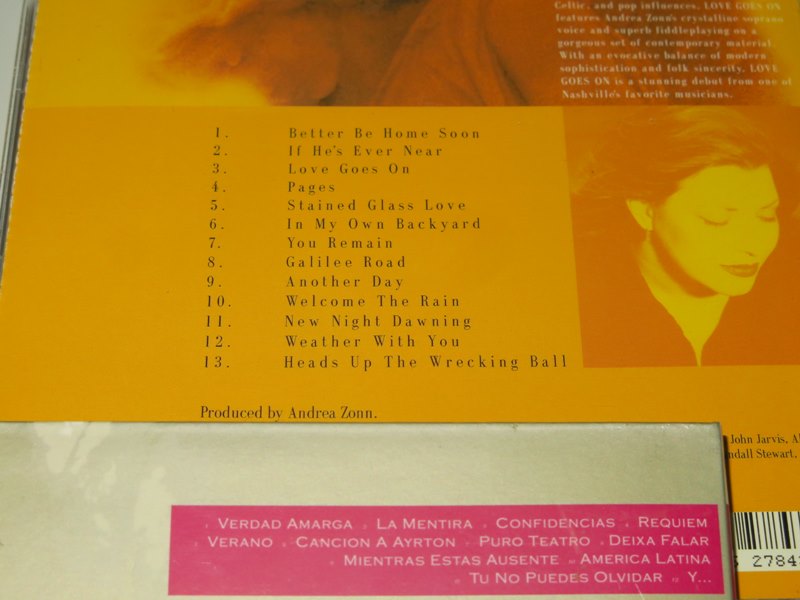 Celtic, and pop influences, LOVE GOES ON
features Andrea Zonn's crystalline soprano
voice and superb fiddleplaying on a
gorgeous set of contemporary material.
With an evocative balance of modern
sophistication and folk sincerity, LOVE
GOES ON is a stunning debut from one of
Nashville's favorite musicians.
1. Better Be Home Soon
2. If He's Ever Near
3. Love Goes On
4. Pages
5. Stained Glass Love
6. In My Own Backyard
7. You Remain
8. Galilee Road
9. Another Day
10. Welcome The Rain
11. New Night Dawning
12. Weather With You
13. Heads Up The Wrecking Ball
Produced by Andrea Zonn.
John Jarvis,
Stewart,
VERDAD AMARGA LA MENTIRA CONFIDENCIAS REQUIEM
VERANO CANCION A AYRTON PURO TEATRO DEIXA FALAR
MIENTRAS ESTAS AUSENTE AMERICA LATINA
TU NO PUEDES OLVIDAR Y...